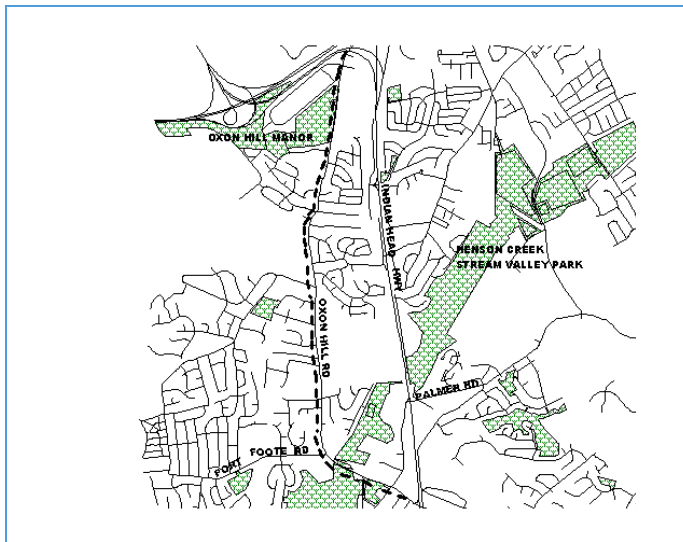 OXON HILL MANOR
INDIAN HEAD HWY
HENSON CREEK
STREAM VALLEY PARK
OXON HILL RD
PALMER RD
FORT FOOTE RD